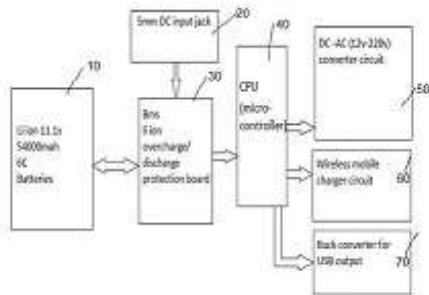 20
5mm DC input jack
40
DC -AC (12v-220v)
converter circuit
50
10
30
CPU
(micro-
controller)
Li ion 11.1v
54000mah
6C
Batteries
Bms
li ion
overcharge/
discharge
protection board
Wireless mobile
charger circuit
60
Buck converter for
USB output
70